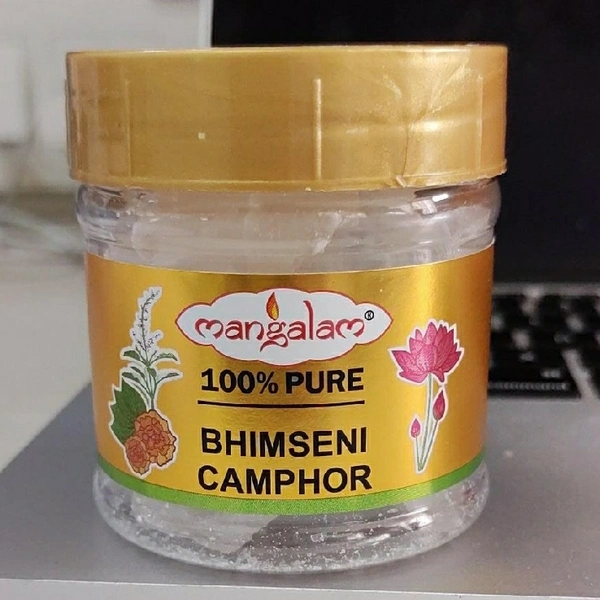 mangalam®
100% PURE
BHIMSENI
CAMPHOR